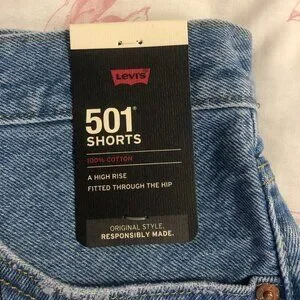 Levi's
501®
SHORTS
100% COTTON
A HIGH RISE
FITTED THROUGH THE HIP
ORIGINAL STYLE,
RESPONSIBLY MADE.